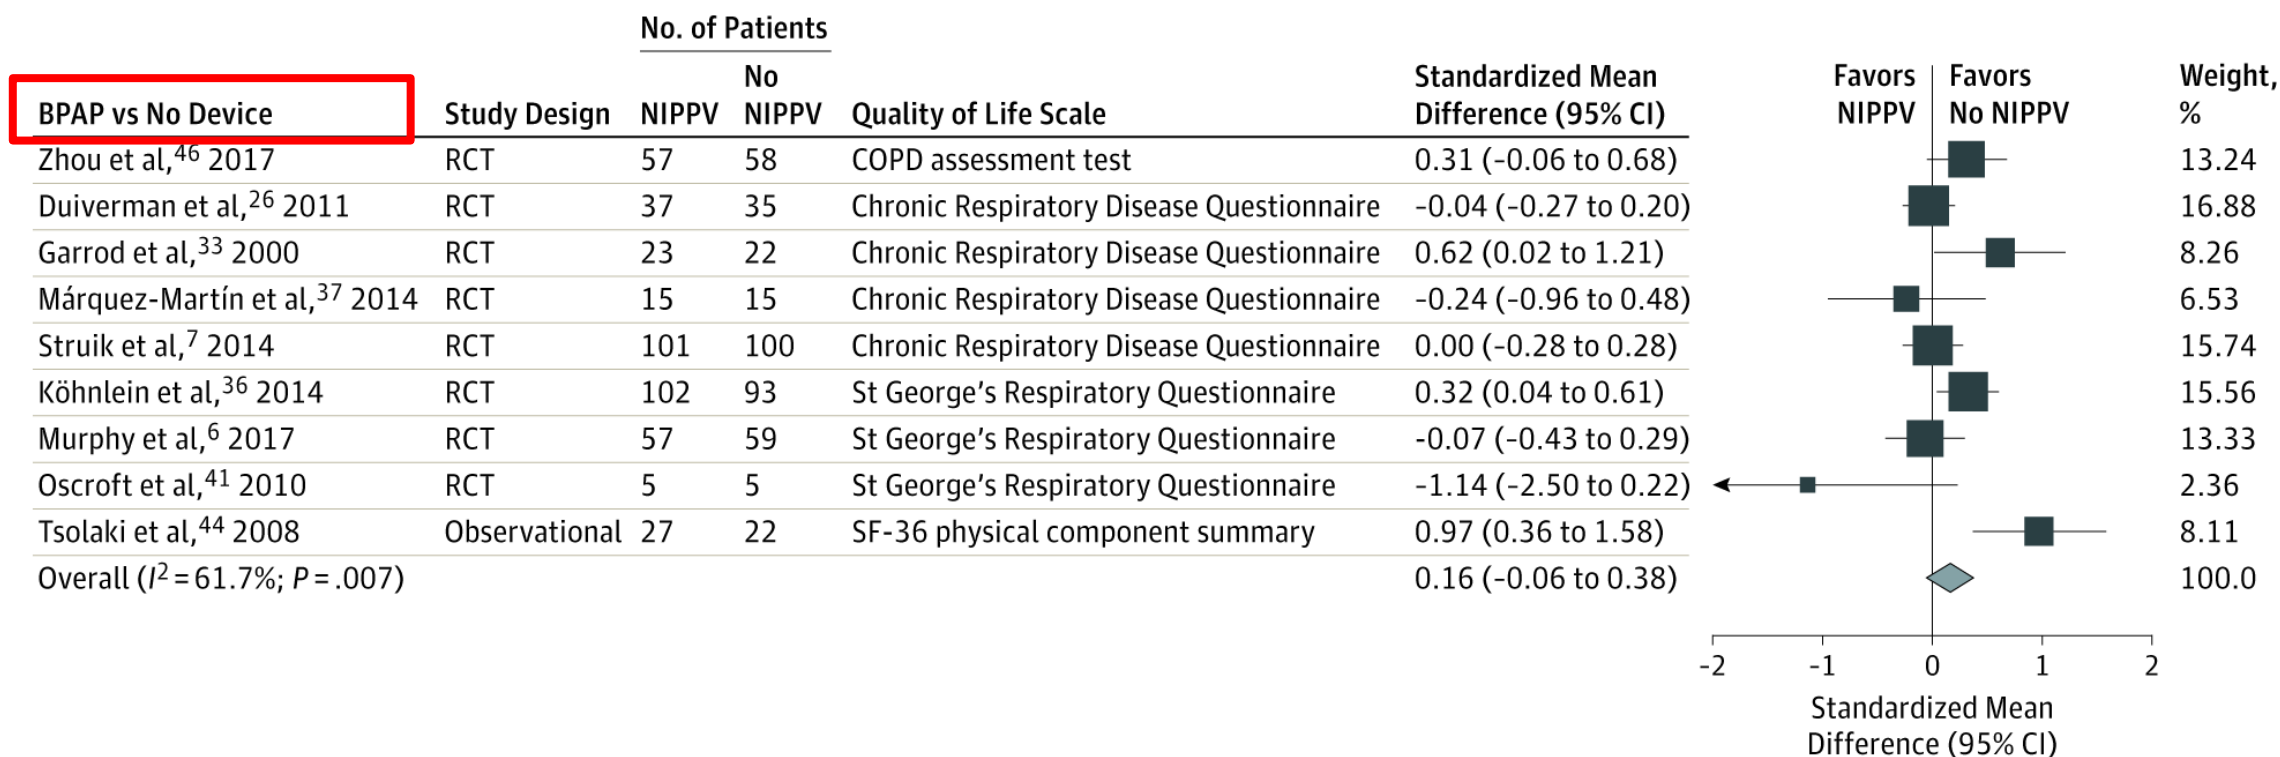 No. of Patients
BPAP vs No Device Study Design NIPPV No NIPPV Quality of Life Scale Standardized Mean Difference (95% CI) Favors NIPPV Favors No NIPPV Weight, %
Zhou et al,46 2017 RCT 57 58 COPD assessment test 0.31 (-0.06 to 0.68) 13.24
Duiverman et al,26 2011 RCT 37 35 Chronic Respiratory Disease Questionnaire -0.04 (-0.27 to 0.20) 16.88
Garrod et al,33 2000 RCT 23 22 Chronic Respiratory Disease Questionnaire 0.62 (0.02 to 1.21) 8.26
Márquez-Martín et al,37 2014 RCT 15 15 Chronic Respiratory Disease Questionnaire -0.24 (-0.96 to 0.48) 6.53
Struik et al,7 2014 RCT 101 100 Chronic Respiratory Disease Questionnaire 0.00 (-0.28 to 0.28) 15.74
Köhnlein et al,36 2014 RCT 102 93 St George's Respiratory Questionnaire 0.32 (0.04 to 0.61) 15.56
Murphy et al,6 2017 RCT 57 59 St George's Respiratory Questionnaire -0.07 (-0.43 to 0.29) 13.33
Oscroft et al,41 2010 RCT 5 5 St George's Respiratory Questionnaire -1.14 (-2.50 to 0.22) 2.36
Tsolaki et al,44 2008 Observational 27 22 SF-36 physical component summary 0.97 (0.36 to 1.58) 8.11
Overall (I2 = 61.7%; P = .007) 0.16 (-0.06 to 0.38) 100.0
-2 -1 0 1 2
Standardized Mean
Difference (95% CI)